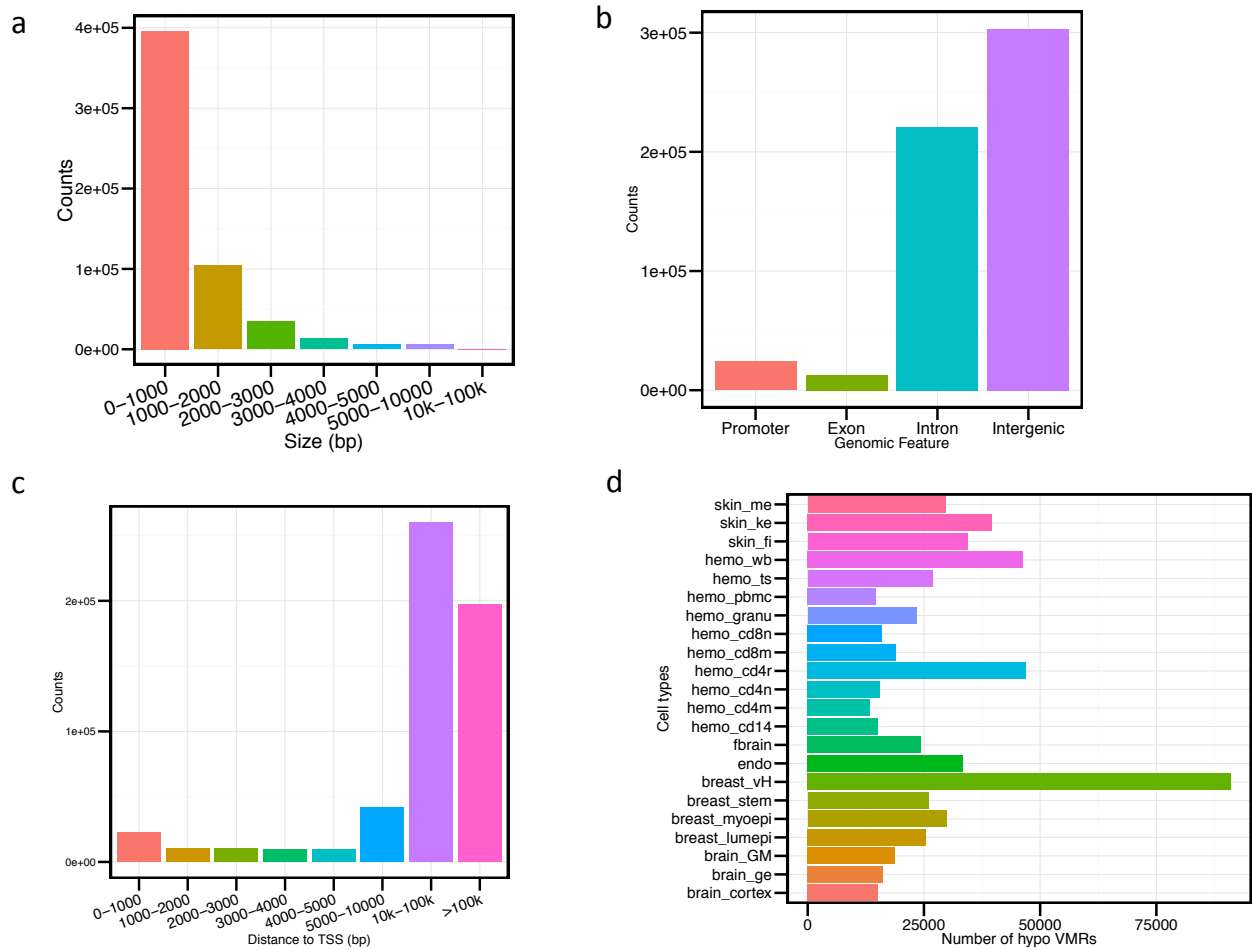 a
Counts
4e+05
3e+05
2e+05
1e+05
0e+00
0–1000
1000–2000
2000–3000
3000–4000
4000–5000
5000–10000
10k–100k
Size (bp)
b
Counts
3e+05
2e+05
1e+05
0e+00
Promoter Exon Intron Intergenic
Genomic Feature
c
Counts
2e+05
1e+05
0e+00
0–1000
1000–2000
2000–3000
3000–4000
4000–5000
5000–10000
10k–100k
>100k
Distance to TSS (bp)
d
Cell types
skin_me
skin_ke
skin_fi
hemo_wb
hemo_ts
hemo_pbmc
hemo_granu
hemo_cd8n
hemo_cd8m
hemo_cd4r
hemo_cd4n
hemo_cd4m
hemo_cd14
fbrain
endo
breast_vH
breast_stem
breast_myoepi
breast_lumepi
brain_GM
brain_ge
brain_cortex
0 25000 50000 75000
Number of hypo VMRs